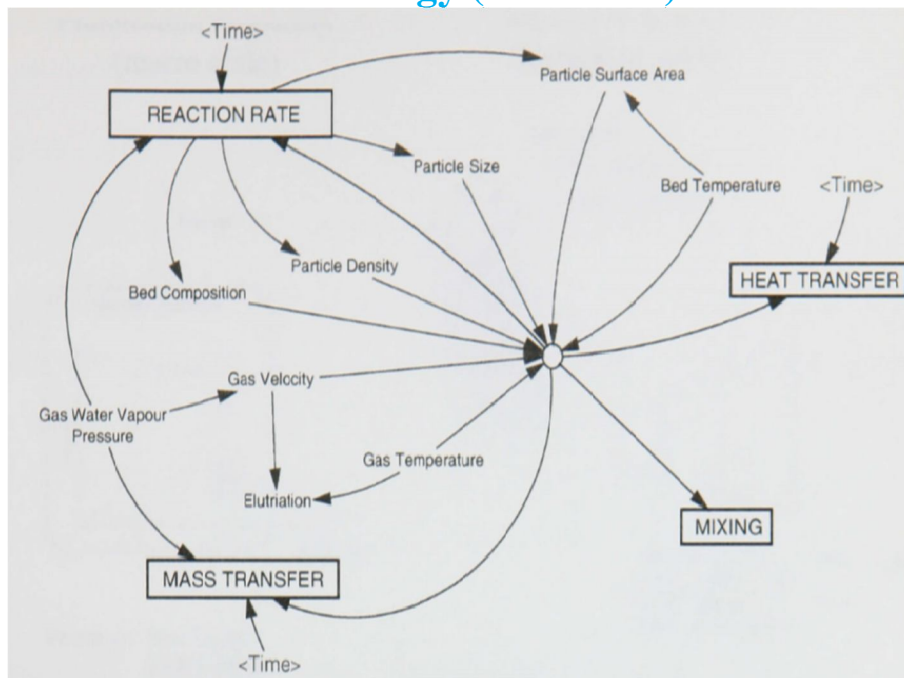 gy (
<Time>
Particle Surface Area
REACTION RATE
Particle Size
Bed Temperature
<Time>
Particle Density
Bed Composition
HEAT TRANSFER
Gas Velocity
Gas Water Vapour
Pressure
Gas Temperature
Elutriation
MIXING
MASS TRANSFER
<Time>